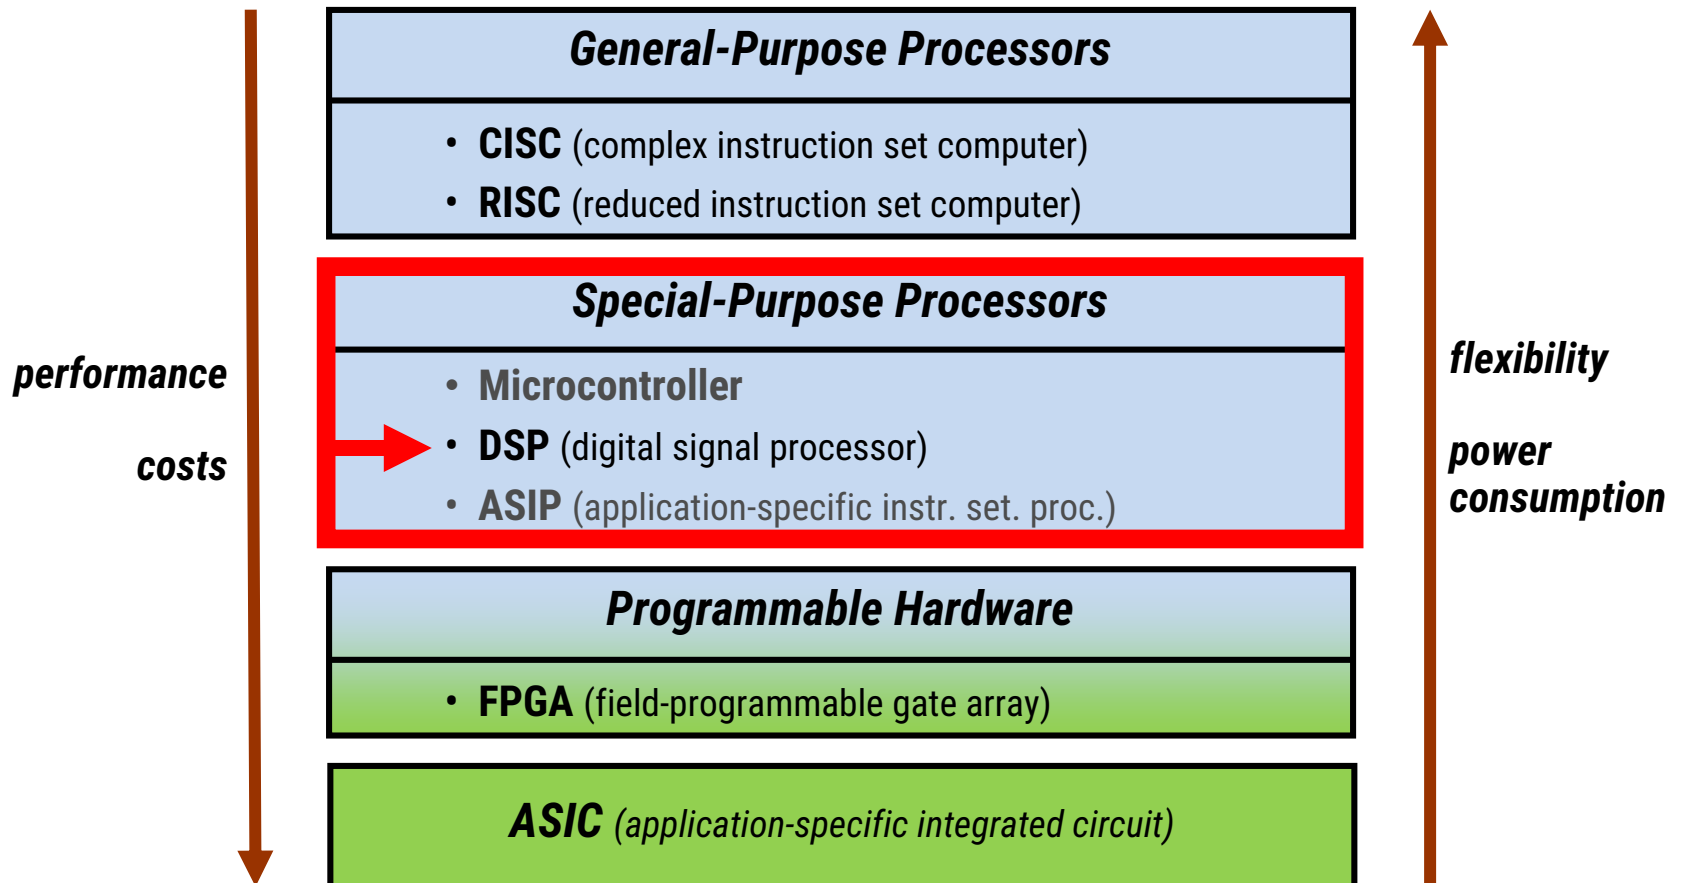 General-Purpose Processors
• CISC (complex instruction set computer)
• RISC (reduced instruction set computer)
Special-Purpose Processors
• Microcontroller
• DSP (digital signal processor)
• ASIP (application-specific instr. set. proc.)
performance
costs
flexibility
power
consumption
Programmable Hardware
• FPGA (field-programmable gate array)
ASIC (application-specific integrated circuit)